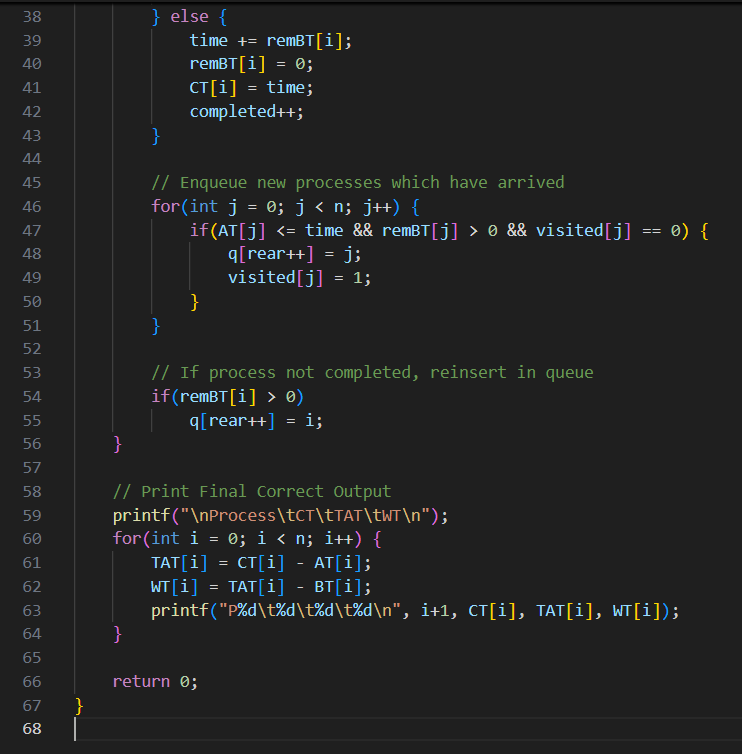 38 } else {
39 time += remBT[i];
40 remBT[i] = 0;
41 CT[i] = time;
42 completed++;
43 }
44
45 // Enqueue new processes which have arrived
46 for(int j = 0; j < n; j++) {
47 if(AT[j] <= time && remBT[j] > 0 && visited[j] == 0) {
48 q[rear++] = j;
49 visited[j] = 1;
50 }
51 }
52
53 // If process not completed, reinsert in queue
54 if(remBT[i] > 0)
55 q[rear++] = i;
56 }
57
58 // Print Final Correct Output
59 printf("\nProcess\tCT\tTAT\tWT\n");
60 for(int i = 0; i < n; i++) {
61 TAT[i] = CT[i] - AT[i];
62 WT[i] = TAT[i] - BT[i];
63 printf("P%d\t%d\t%d\t%d\n", i+1, CT[i], TAT[i], WT[i]);
64 }
65
66 return 0;
67 }
68